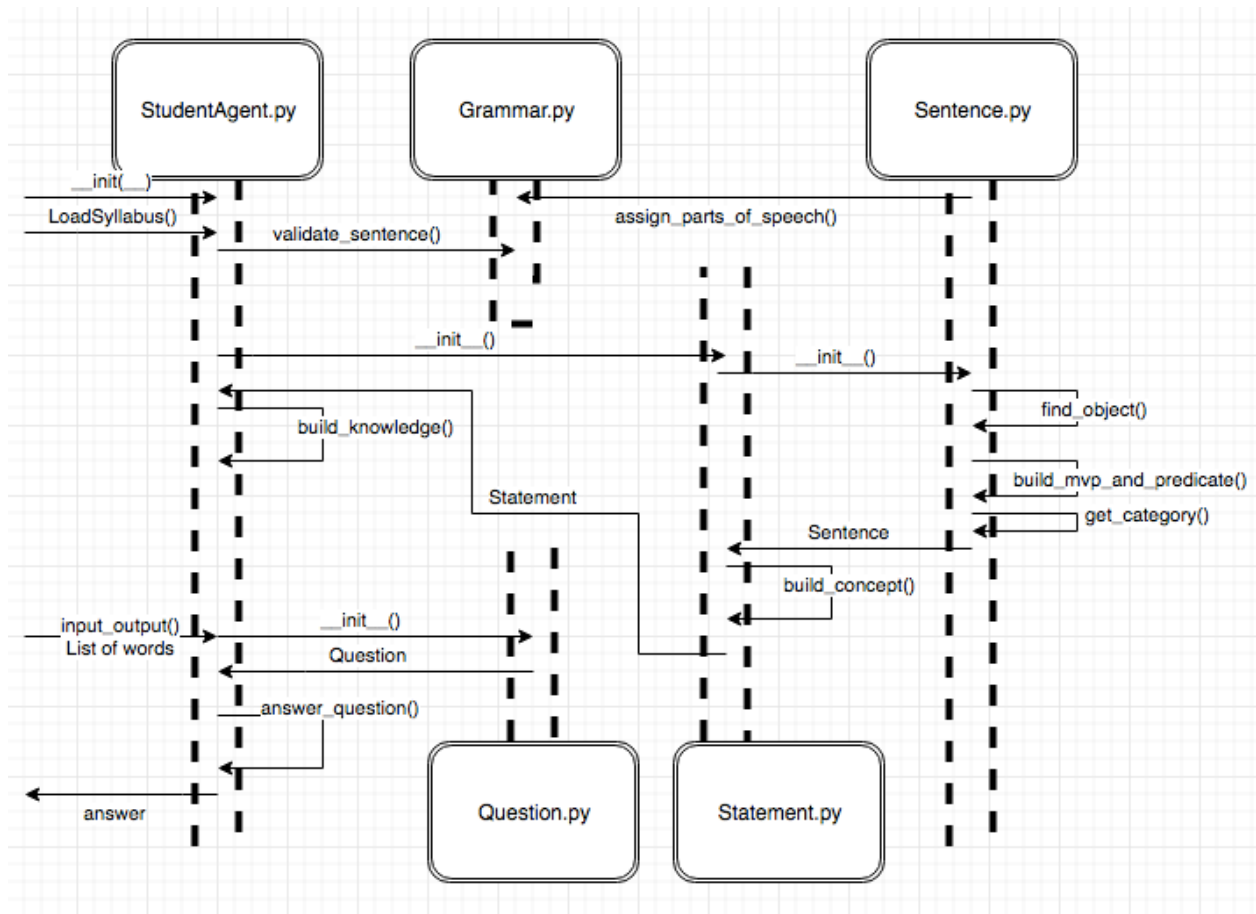 StudentAgent.py
Grammar.py
Sentence.py
__init(__)
LoadSyllabus()
assign_parts_of_speech()
validate_sentence()
__init__()
__init__()
find_object()
build_knowledge()
build_mvp_and_predicate()
Statement
get_category()
Sentence
build_concept()
input_output()
List of words
__init__()
Question
answer_question()
answer
Question.py
Statement.py